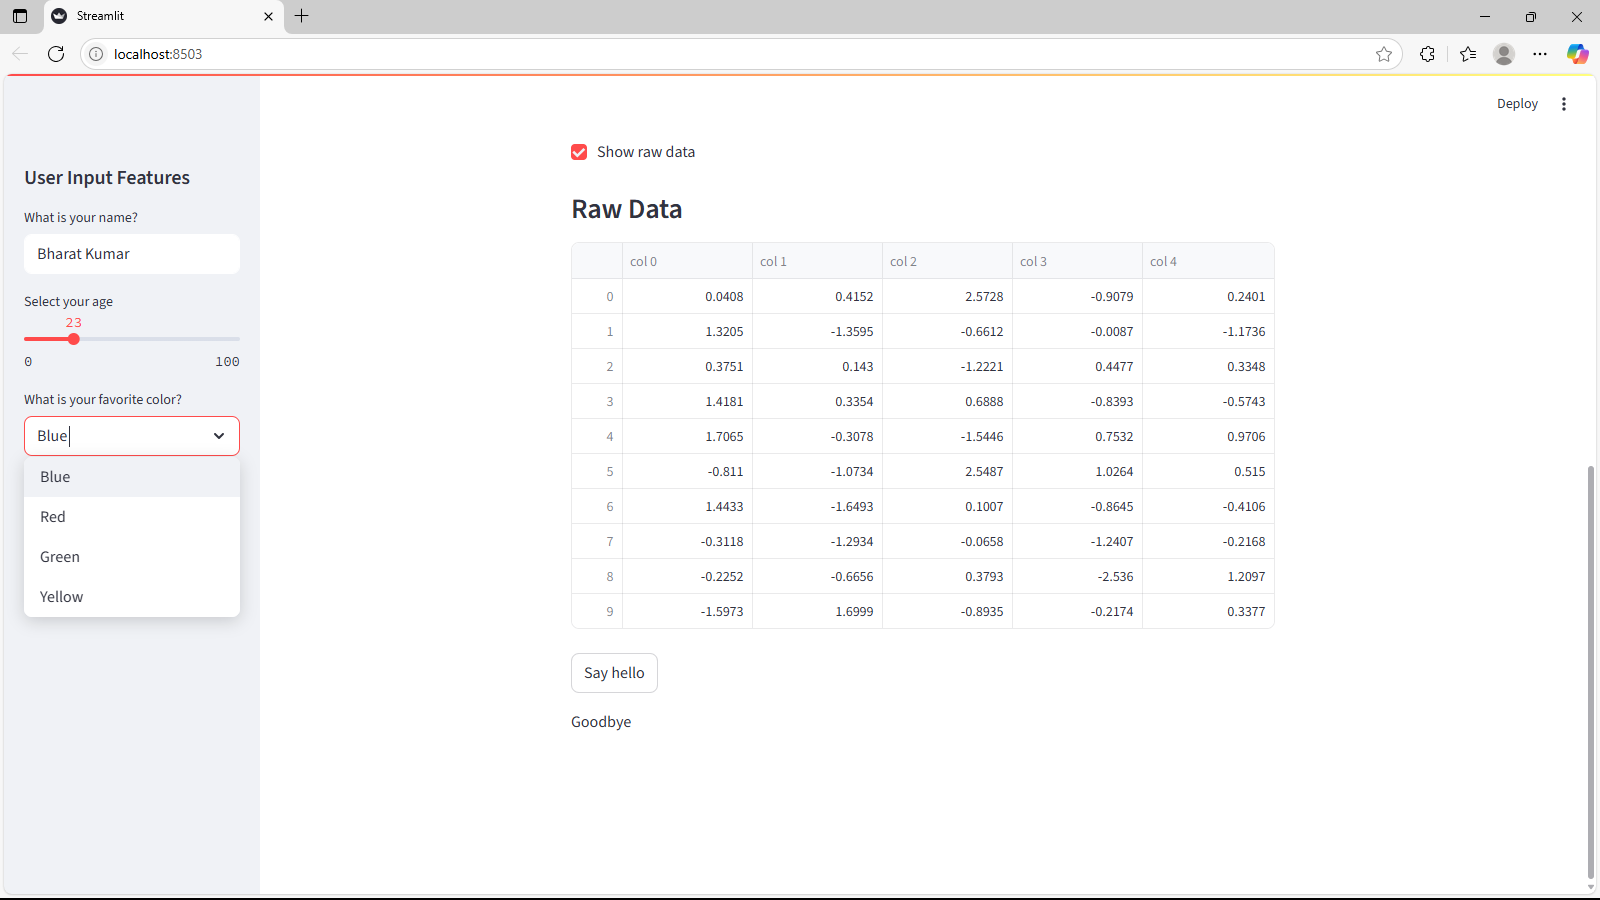 Streamlit
localhost:8503
Deploy
User Input Features
What is your name?
Bharat Kumar
Select your age
23
0 100
What is your favorite color?
Blue
Blue
Red
Green
Yellow
Show raw data
Raw Data
col 0 col 1 col 2 col 3 col 4
0 0.0408 0.4152 2.5728 -0.9079 0.2401
1 1.3205 -1.3595 -0.6612 -0.0087 -1.1736
2 0.3751 0.143 -1.2221 0.4477 0.3348
3 1.4181 0.3354 0.6888 -0.8393 -0.5743
4 1.7065 -0.3078 -1.5446 0.7532 0.9706
5 -0.811 -1.0734 2.5487 1.0264 0.515
6 1.4433 -1.6493 0.1007 -0.8645 -0.4106
7 -0.3118 -1.2934 -0.0658 -1.2407 -0.2168
8 -0.2252 -0.6656 0.3793 -2.536 1.2097
9 -1.5973 1.6999 -0.8935 -0.2174 0.3377
Say hello
Goodbye